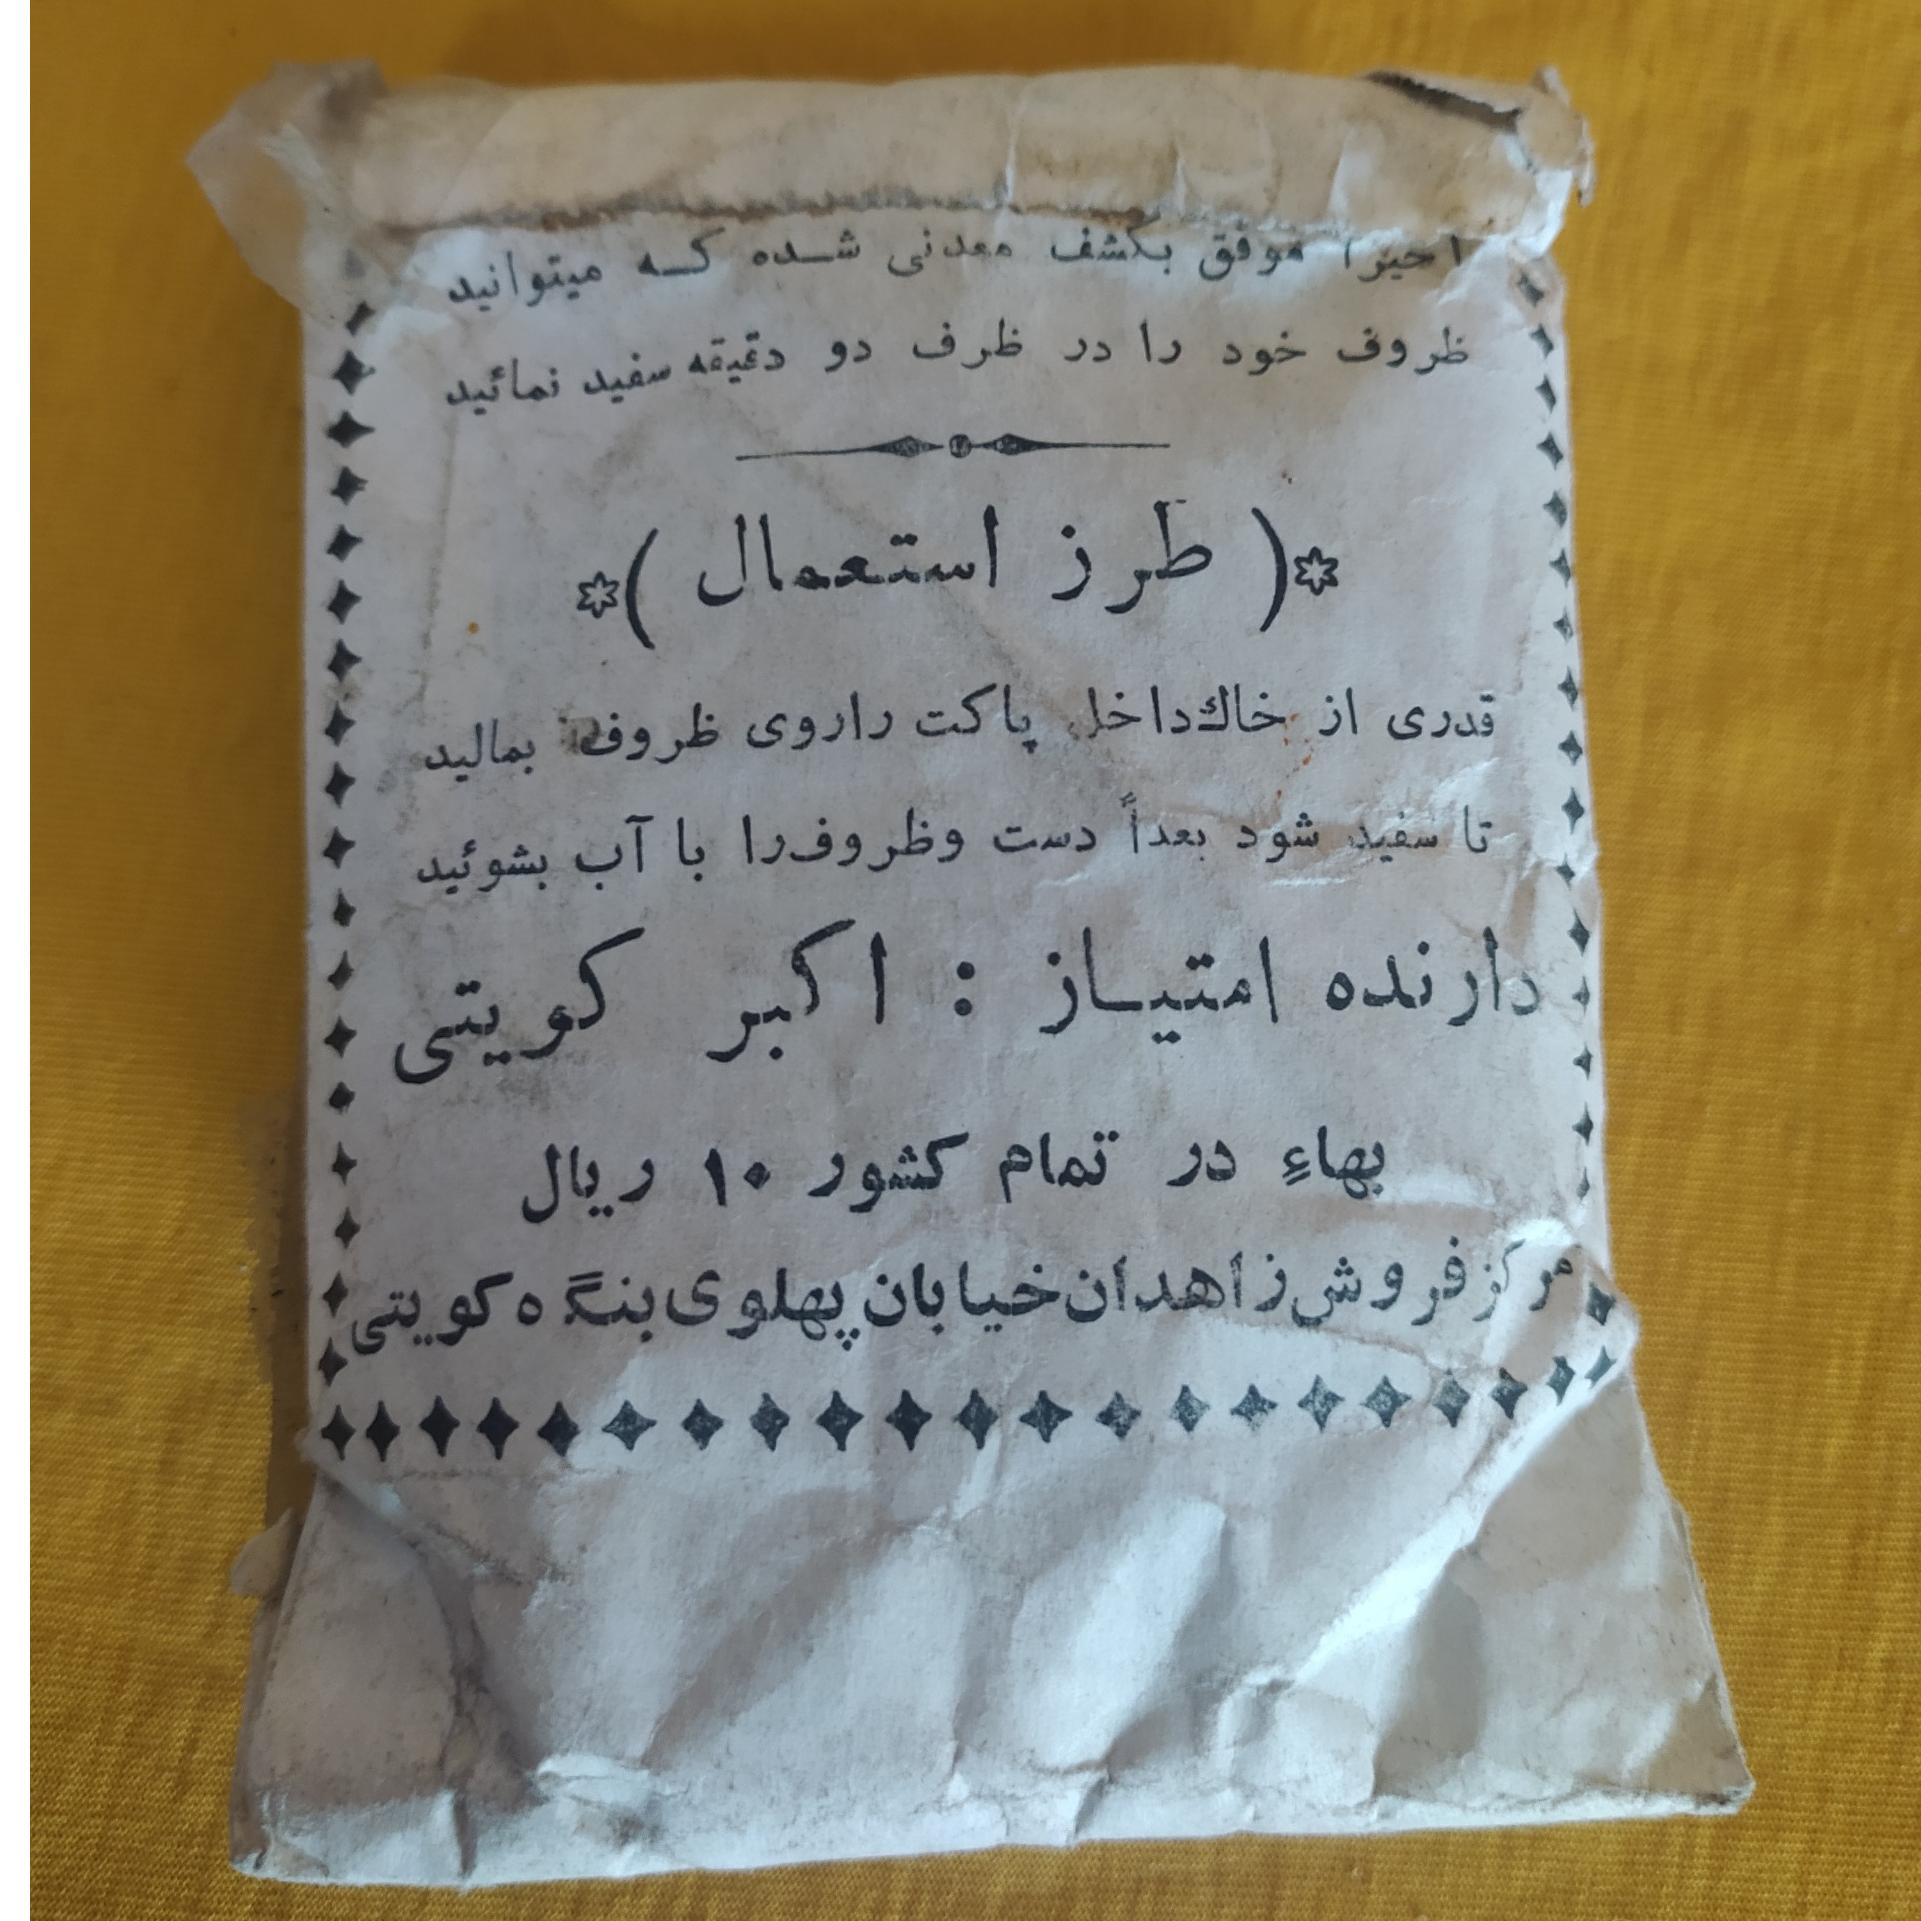 اخیراً موفق بکشف معدنی شده که میتوانید
ظروف خود را در ظرف دو دقیقه سفید نمائید
*( طرز استعمال )*
قدری از خاك داخل پاکت را روی ظروف بمالید
تا سفید شود بعداً دست وظروف را با آب بشوئید
دارنده امتیاز : اکبر کویتی
بهاءِ در تمام کشور ۱۰ ریال
مرکز فروش زاهدان خیابان پهلوی بنگه کویتی